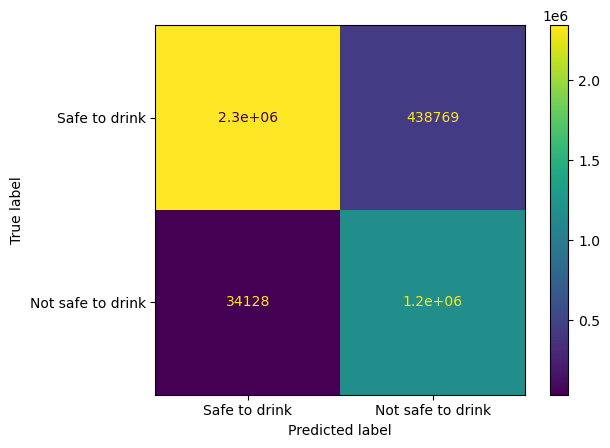 1e6
Safe to drink
2.3e+06
438769
2.0
1.5
True label
1.0
Not safe to drink
34128
1.2e+06
0.5
Safe to drink
Not safe to drink
Predicted label